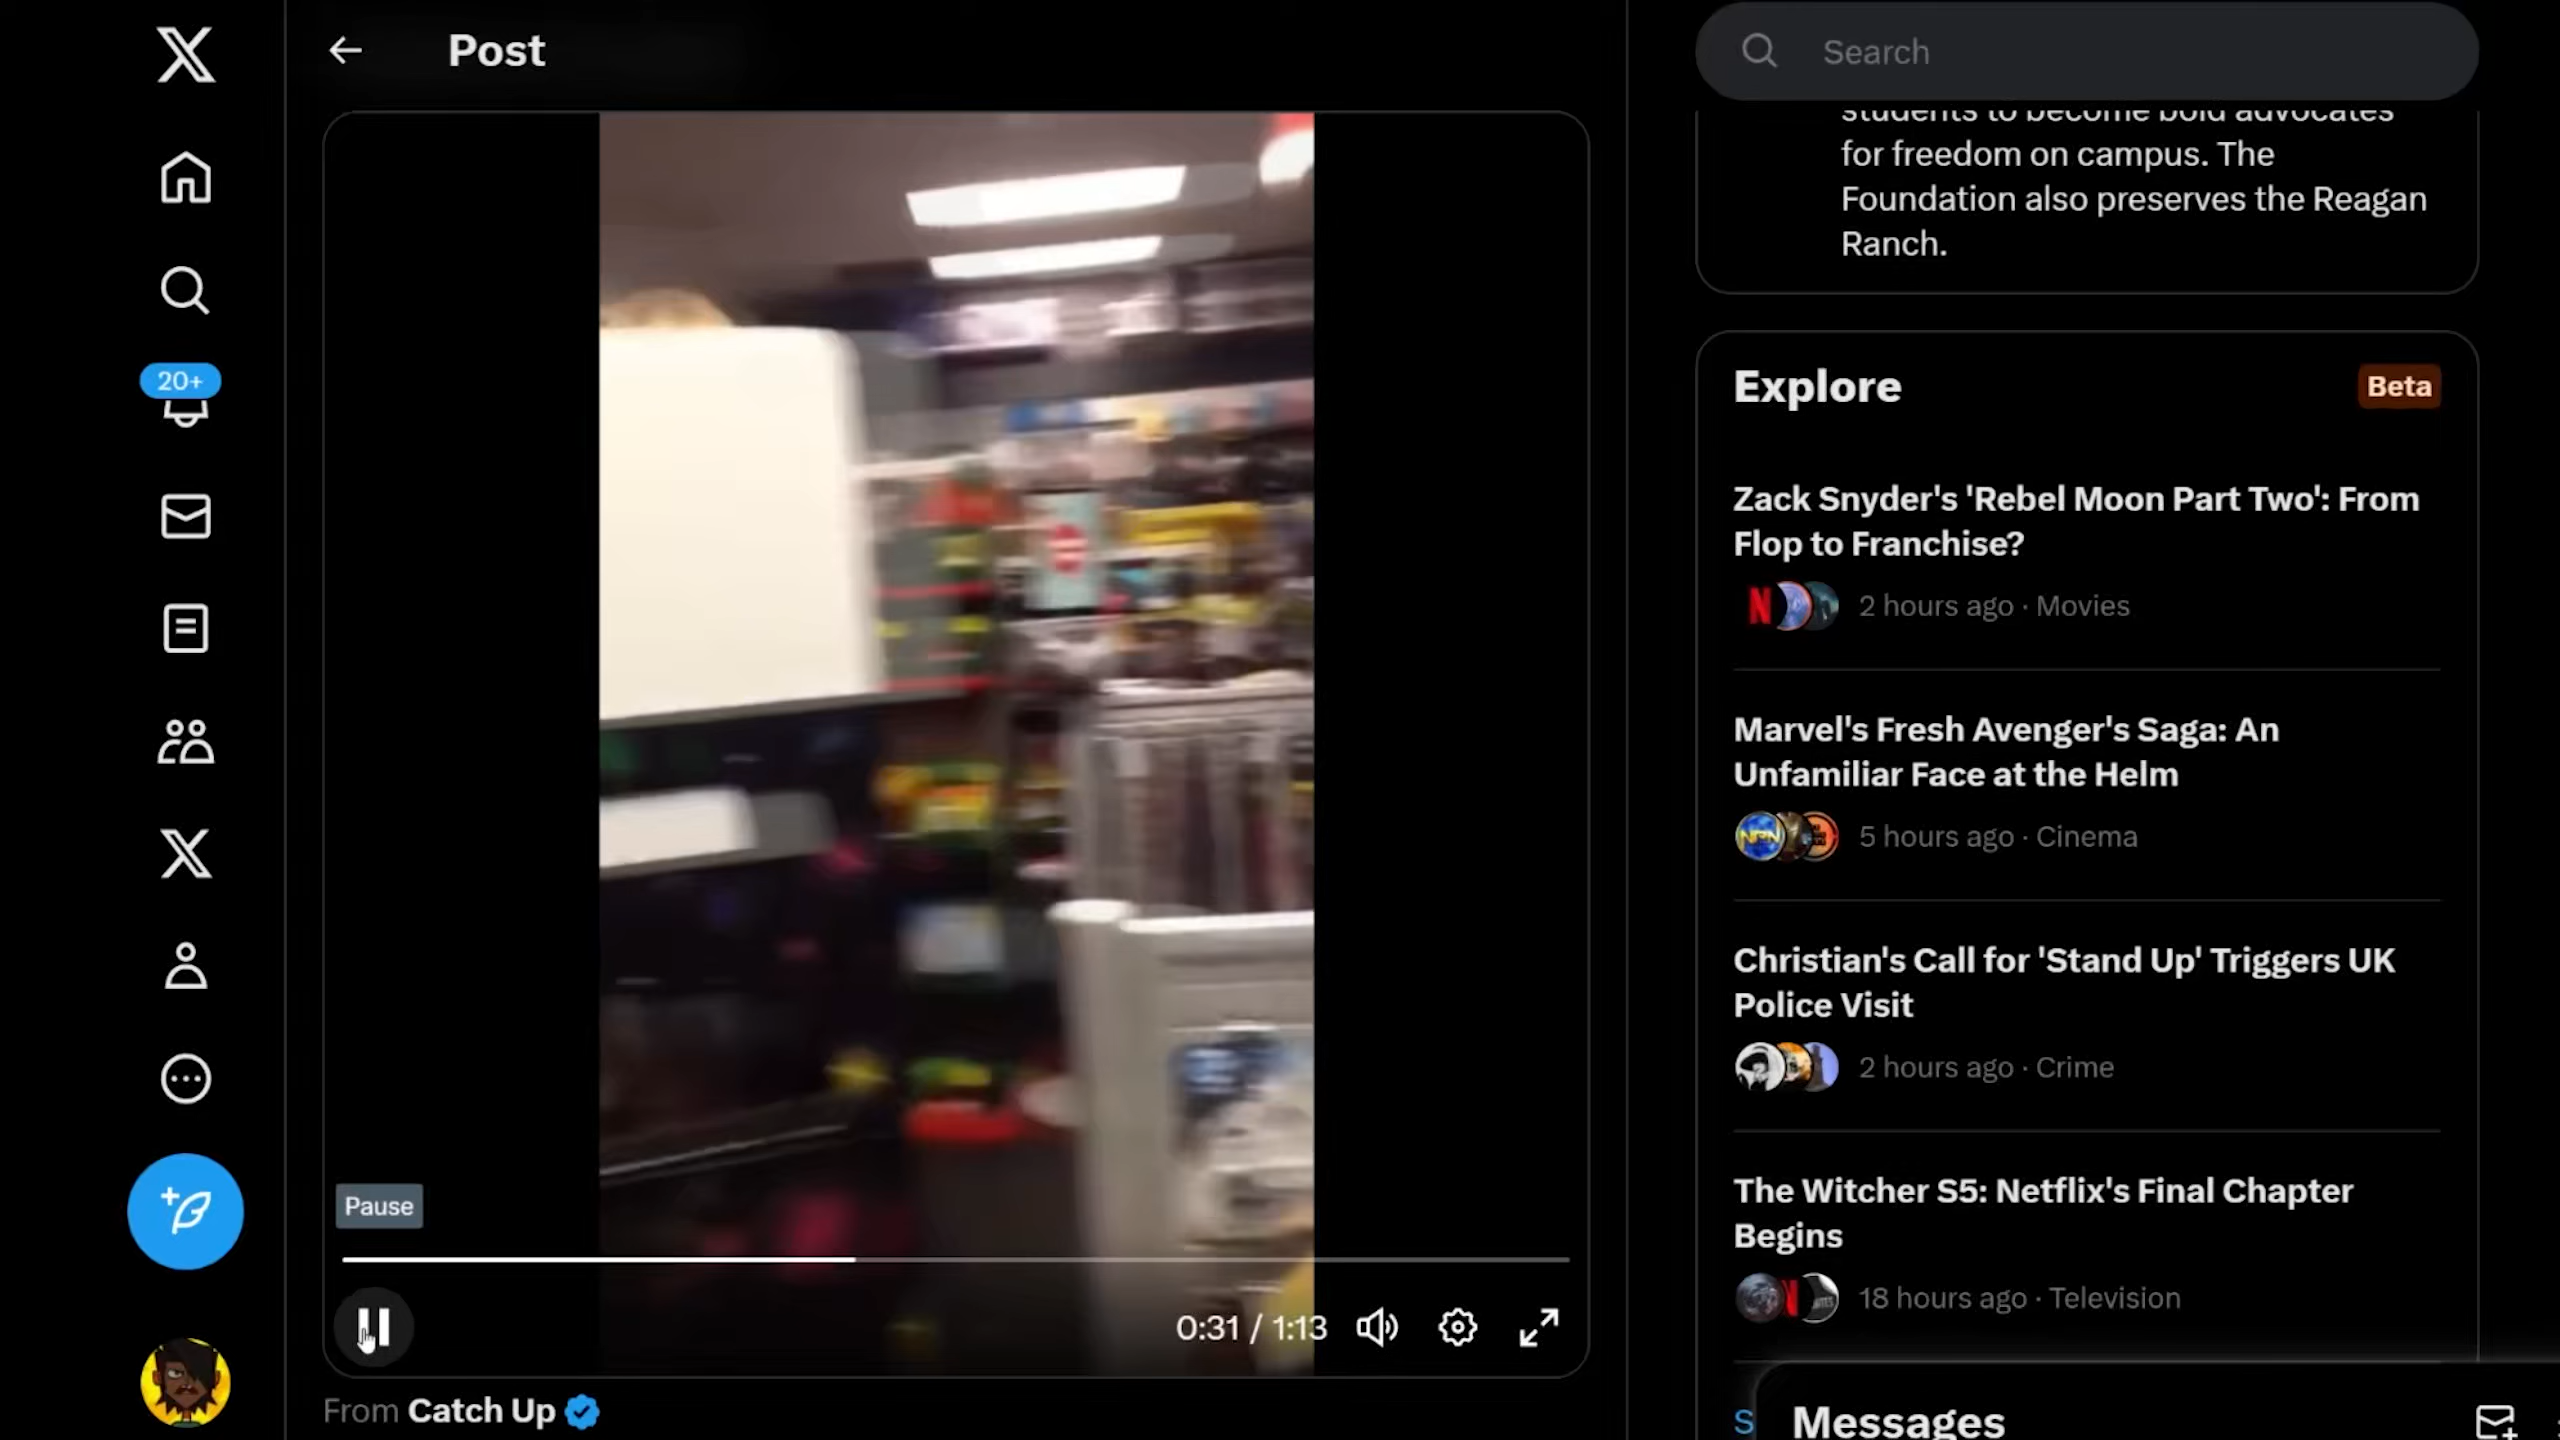 Post
Search
students to become bold advocates
for freedom on campus. The
Foundation also preserves the Reagan
Ranch.
20+
Explore
Beta
Zack Snyder's 'Rebel Moon Part Two': From
Flop to Franchise?
2 hours ago · Movies
Marvel's Fresh Avenger's Saga: An
Unfamiliar Face at the Helm
5 hours ago · Cinema
Christian's Call for 'Stand Up' Triggers UK
Police Visit
2 hours ago · Crime
The Witcher S5: Netflix's Final Chapter
Begins
18 hours ago · Television
Pause
0:31 / 1:13
From Catch Up
S
Messages